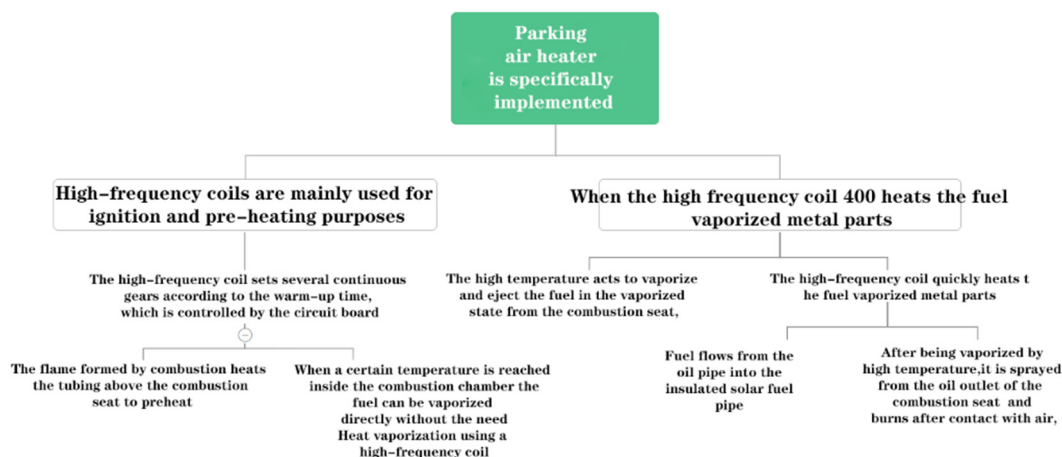 Parking
air heater
is specifically
implemented
High-frequency coils are mainly used for
ignition and pre-heating purposes
When the high frequency coil 400 heats the fuel
vaporized metal parts
The high-frequency coil sets several continuous
gears according to the warm-up time,
which is controlled by the circuit board
The high temperature acts to vaporize
and eject the fuel in the vaporized
state from the combustion seat,
The high-frequency coil quickly heats t
he fuel vaporized metal parts
The flame formed by combustion heats
the tubing above the combustion
seat to preheat
When a certain temperature is reached
inside the combustion chamber the
fuel can be vaporized
directly without the need
Heat vaporization using a
high-frequency coil
Fuel flows from the
oil pipe into the
insulated solar fuel
pipe
After being vaporized by
high temperature,it is sprayed
from the oil outlet of the
combustion seat and
burns after contact with air,